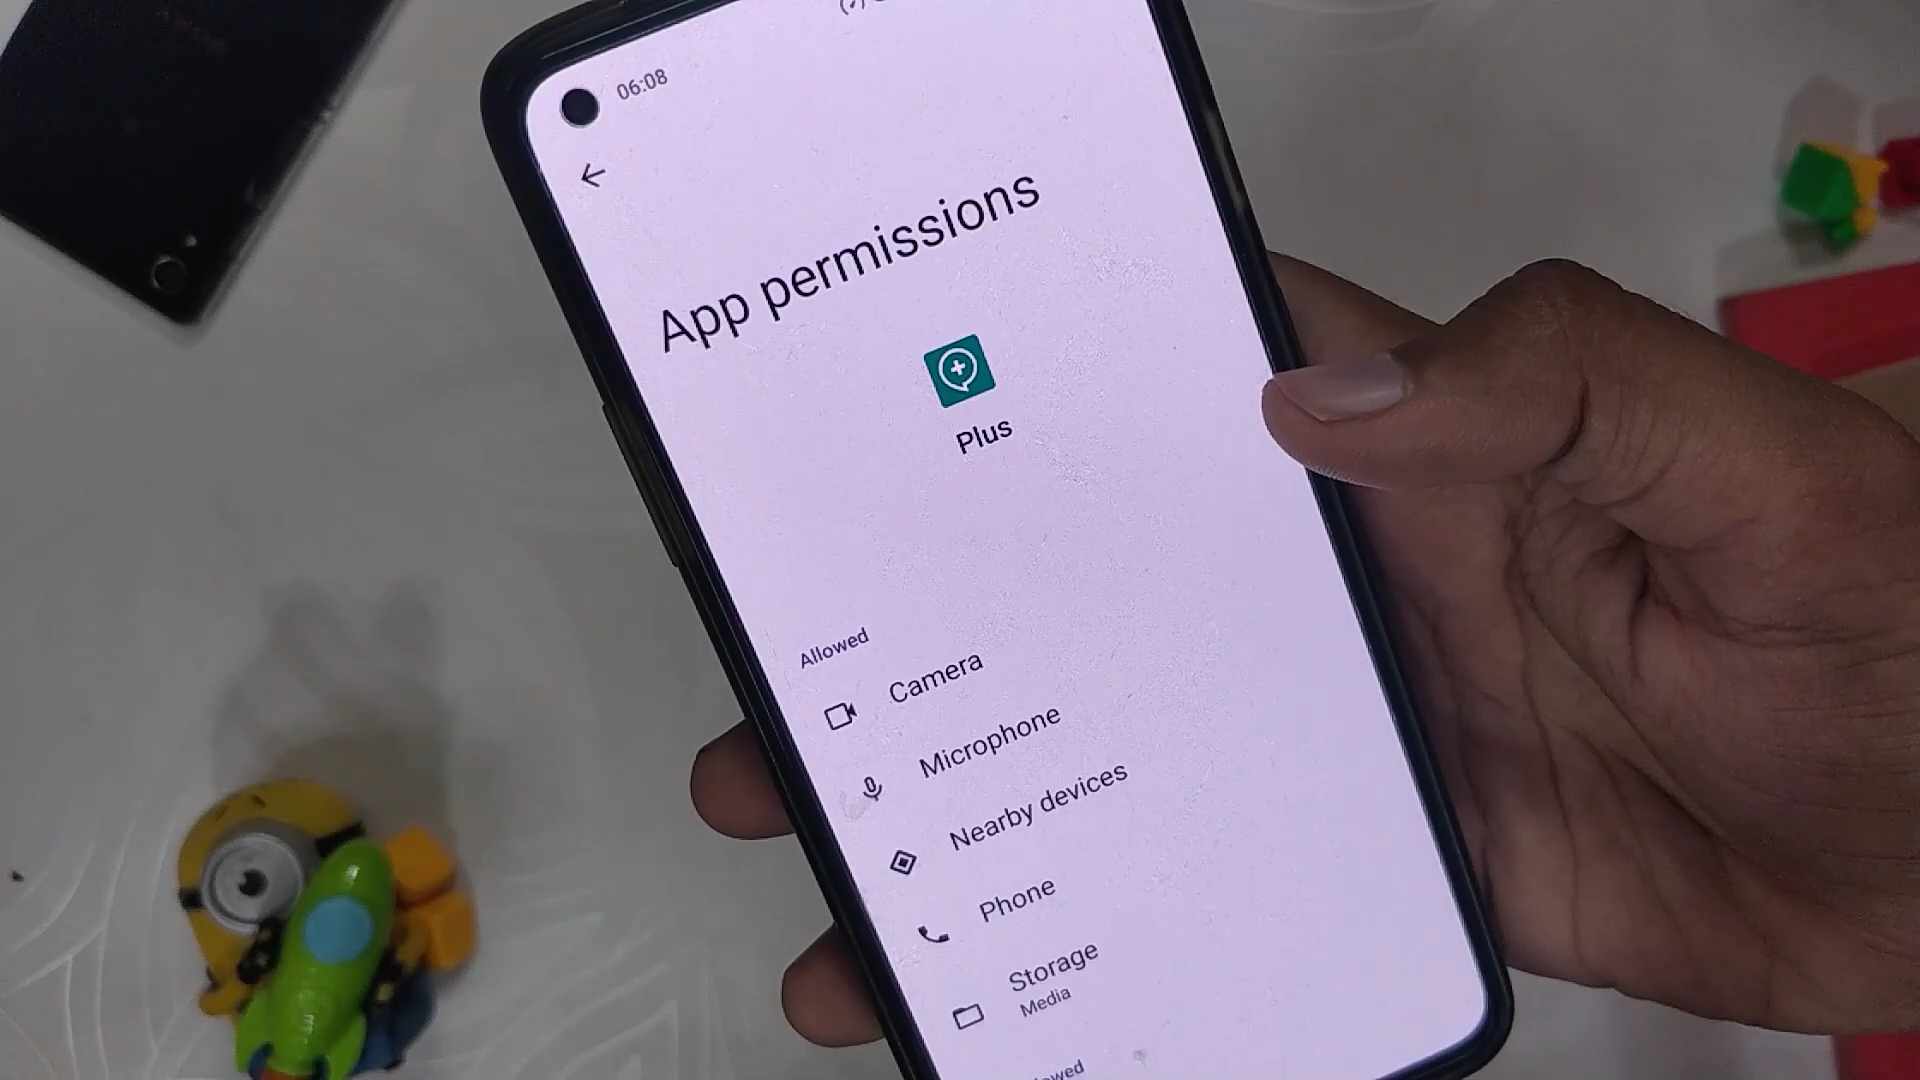 06:08
App permissions
Plus
Allowed
Camera
Microphone
Nearby devices
Phone
Storage
Media